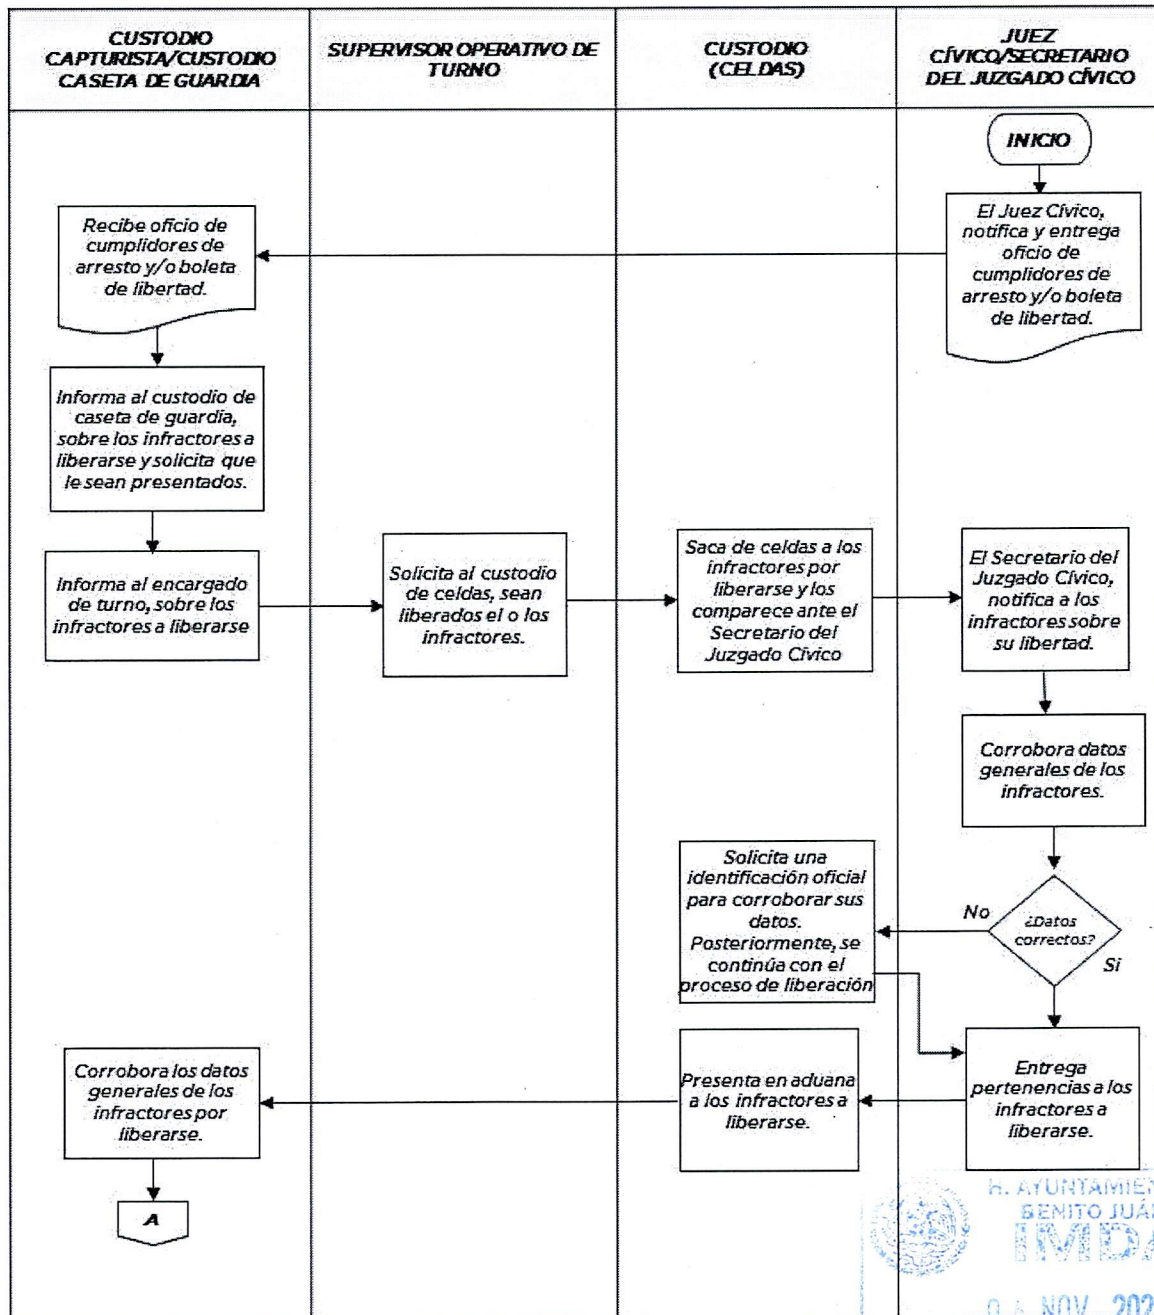 CUSTODIO
CAPTURISTA/CUSTODIO
CASETA DE GUARDIA
SUPERVISOR OPERATIVO DE
TURNO
CUSTODIO
(CELDAS)
JUEZ
CÍVICO/SECRETARIO
DEL JUZGADO CÍVICO
INICIO
El Juez Cívico,
notifica y entrega
oficio de
cumplidores de
arresto y/o boleta
de libertad.
Recibe oficio de
cumplidores de
arresto y/o boleta
de libertad.
Informa al custodio de
caseta de guardia,
sobre los infractores a
liberarse y solicita que
le sean presentados.
Informa al encargado
de turno, sobre los
infractores a liberarse
Solicita al custodio
de celdas, sean
liberados el o los
infractores.
Saca de celdas a los
infractores por
liberarse y los
comparece ante el
Secretario del
Juzgado Cívico
El Secretario del
Juzgado Cívico,
notifica a los
infractores sobre
su libertad.
Corrobora datos
generales de los
infractores.
¿Datos
correctos?
No
Si
Solicita una
identificación oficial
para corroborar sus
datos.
Posteriormente, se
continúa con el
proceso de liberación
Entrega
pertenencias a los
infractores a
liberarse.
Presenta en aduana
a los infractores a
liberarse.
Corrobora los datos
generales de los
infractores por
liberarse.
A
H. AYUNTAMIEN
BENITO JUÁ
IMDA
NOV 202